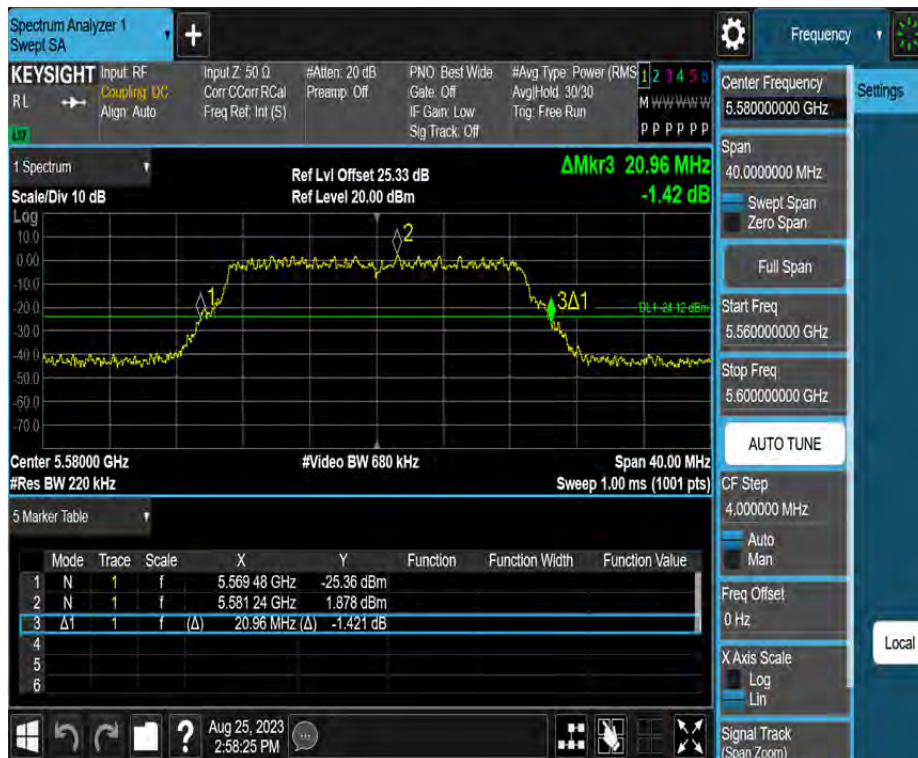 Spectrum Analyzer 1
Swept SA
+
Frequency
KEYSIGHT
RL
LXI
Input: RF
Coupling: DC
Align: Auto
Input Z: 50 Ω
Corr CCorr RCal
Freq Ref: Int (S)
#Atten: 20 dB
Preamp: Off
PNO: Best Wide
Gate: Off
IF Gain: Low
Sig Track: Off
#Avg Type: Power (RMS
Avg|Hold: 30/30
Trig: Free Run
1 2 3 4 5 6
M W W W W W
P P P P P P
Center Frequency
5.580000000 GHz
Settings
Span
40.0000000 MHz
Swept Span
Zero Span
Full Span
Start Freq
5.560000000 GHz
Stop Freq
5.600000000 GHz
AUTO TUNE
CF Step
4.000000 MHz
Auto
Man
Freq Offset
0 Hz
X Axis Scale
Log
Lin
Signal Track
(Span Zoom)
Local
1 Spectrum
Scale/Div 10 dB
Ref Lvl Offset 25.33 dB
Ref Level 20.00 dBm
ΔMkr3 20.96 MHz
-1.42 dB
Log
10.0
0.00
-10.0
-20.0
-30.0
-40.0
-50.0
-60.0
-70.0
1
2
3Δ1
DL1 -24.12 dBm
Center 5.58000 GHz
#Video BW 680 kHz
Span 40.00 MHz
#Res BW 220 kHz
Sweep 1.00 ms (1001 pts)
5 Marker Table
Mode Trace Scale X Y Function Function Width Function Value
1 N 1 f 5.569 48 GHz -25.36 dBm
2 N 1 f 5.581 24 GHz 1.878 dBm
3 Δ1 1 f (Δ) 20.96 MHz (Δ) -1.421 dB
4
5
6
?
Aug 25, 2023
2:58:25 PM